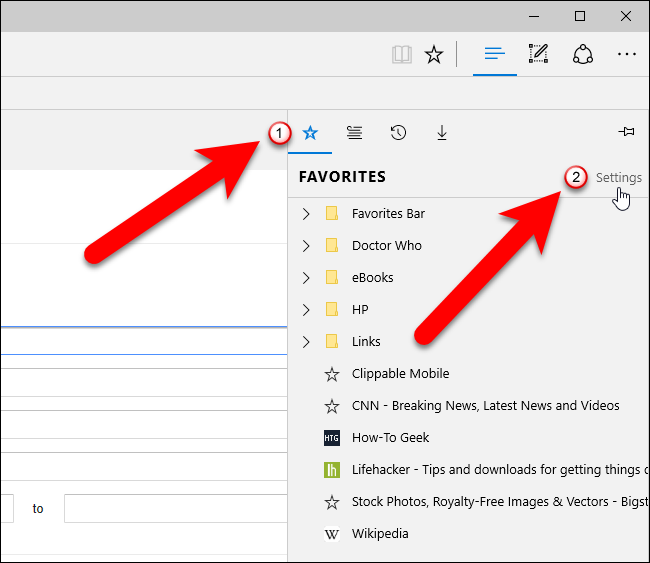 1
FAVORITES
2
Settings
Favorites Bar
Doctor Who
eBooks
HP
Links
Clippable Mobile
CNN - Breaking News, Latest News and Videos
HTG How-To Geek
lh Lifehacker - Tips and downloads for getting things d
Stock Photos, Royalty-Free Images & Vectors - Bigst
W Wikipedia
to